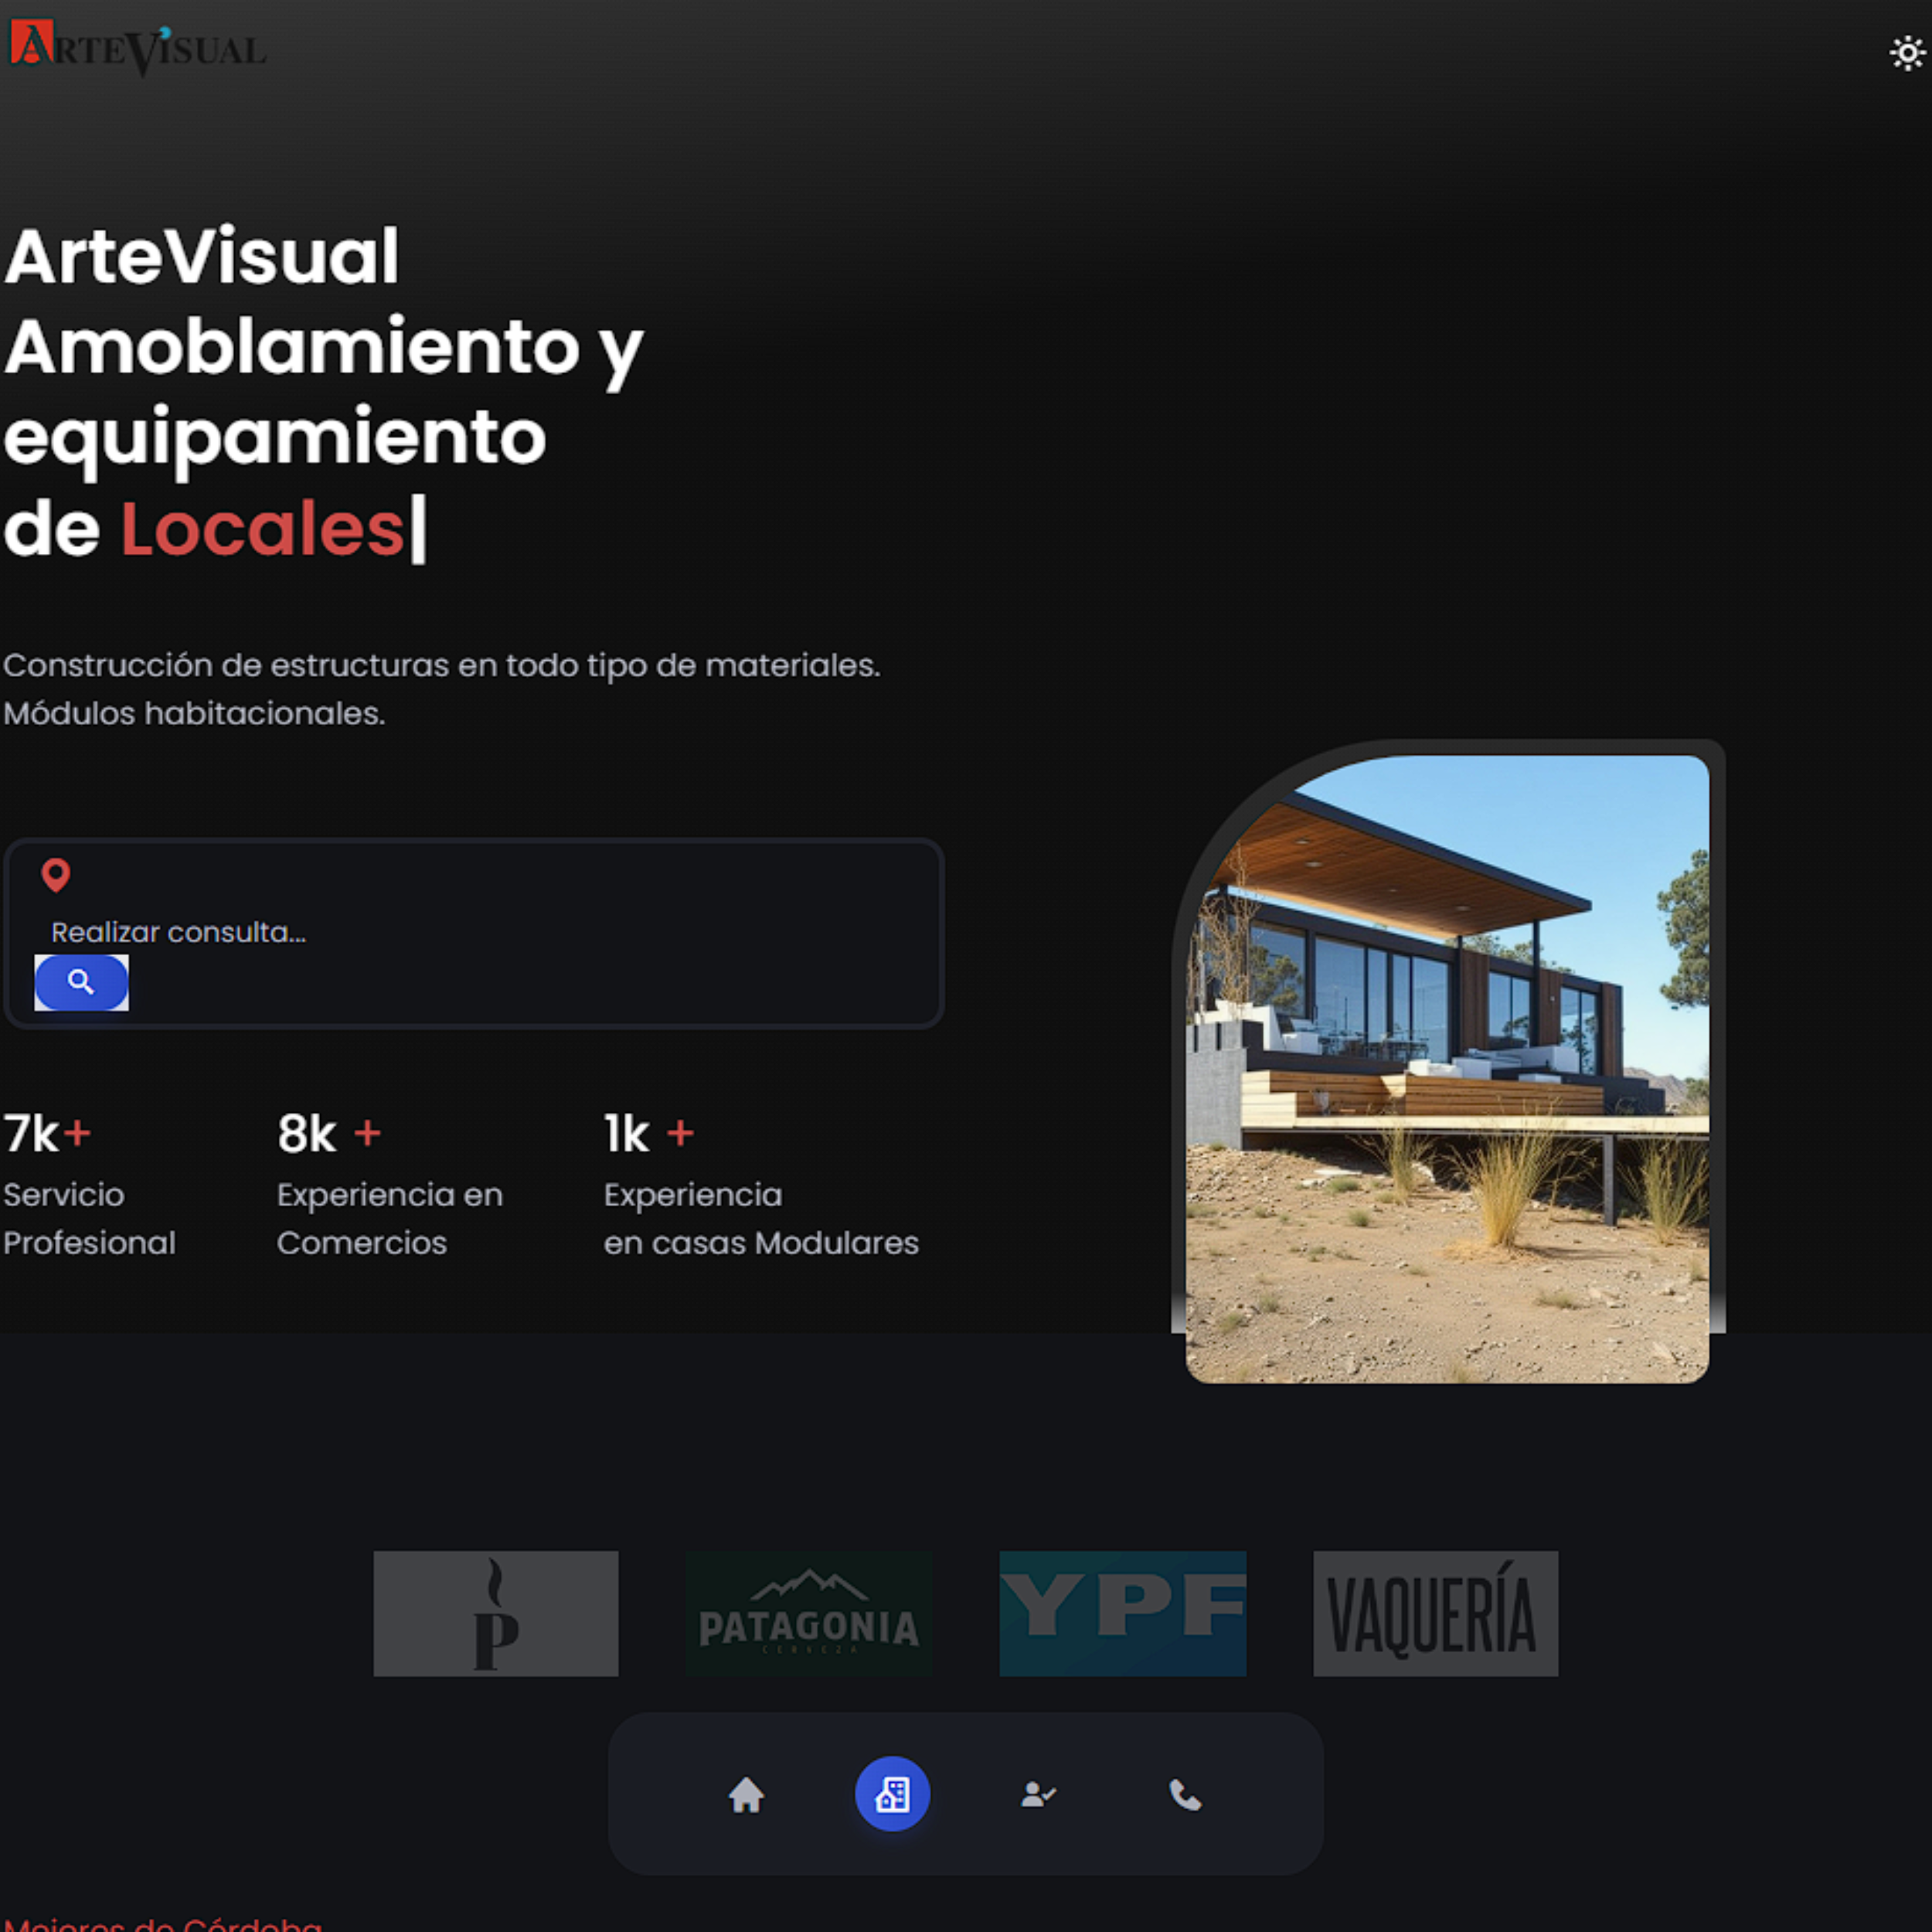 ARTEVISUAL
ArteVisual
Amoblamiento y
equipamiento
de Locales|
Construcción de estructuras en todo tipo de materiales.
Módulos habitacionales.
Realizar consulta...
7k+
Servicio
Profesional
8k +
Experiencia en
Comercios
1k +
Experiencia
en casas Modulares
P
PATAGONIA
CERVEZA
YPF
VAQUERÍA
Mejores de Córdoba